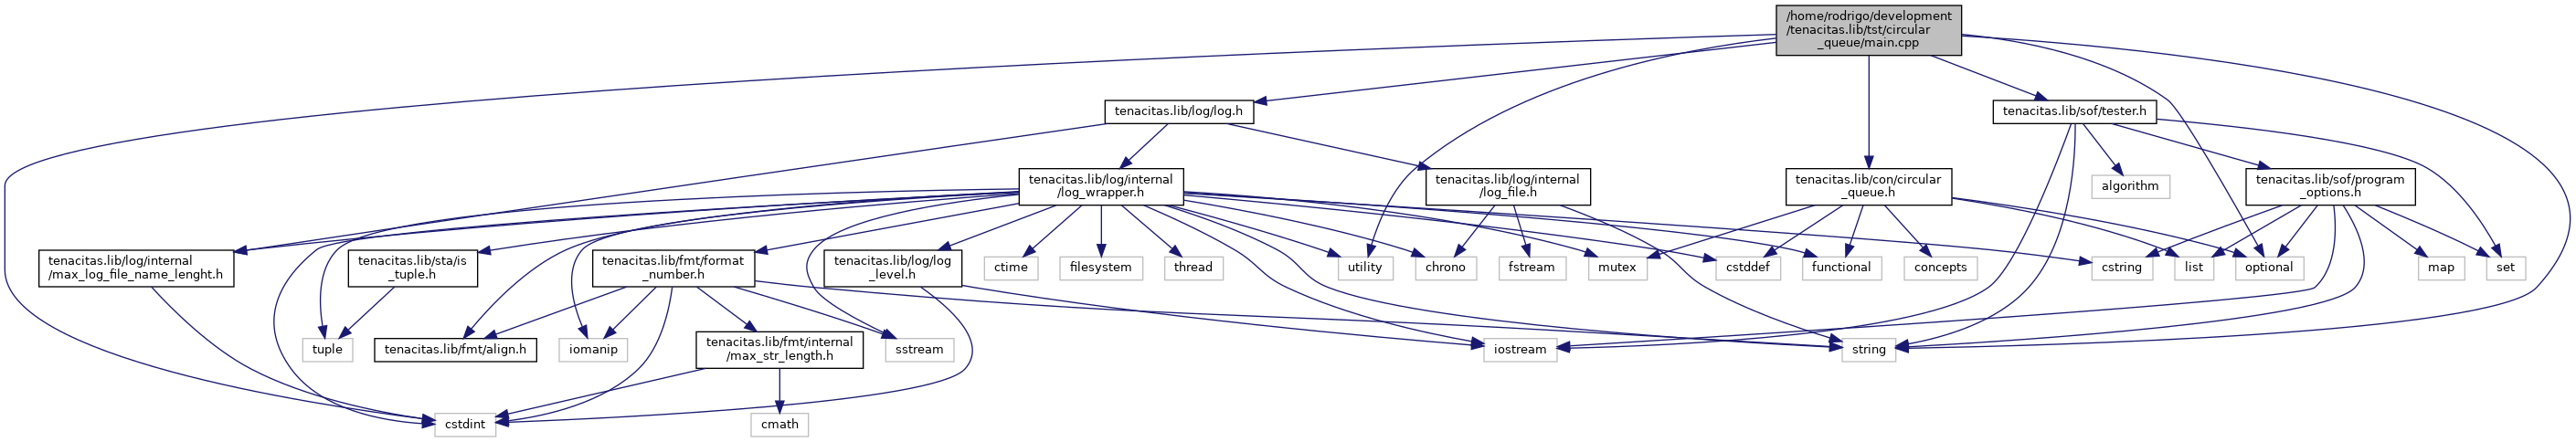 /home/rodrigo/development
/tenacitas.lib/tst/circular
_queue/main.cpp
tenacitas.lib/log/log.h
tenacitas.lib/sof/tester.h
tenacitas.lib/log/internal
/log_wrapper.h
tenacitas.lib/log/internal
/log_file.h
tenacitas.lib/con/circular
_queue.h
algorithm
tenacitas.lib/sof/program
_options.h
tenacitas.lib/log/internal
/max_log_file_name_lenght.h
tenacitas.lib/sta/is
_tuple.h
tenacitas.lib/fmt/format
_number.h
tenacitas.lib/log/log
_level.h
ctime
filesystem
thread
utility
chrono
fstream
mutex
cstddef
functional
concepts
cstring
list
optional
map
set
tuple
tenacitas.lib/fmt/align.h
iomanip
tenacitas.lib/fmt/internal
/max_str_length.h
sstream
iostream
string
cstdint
cmath